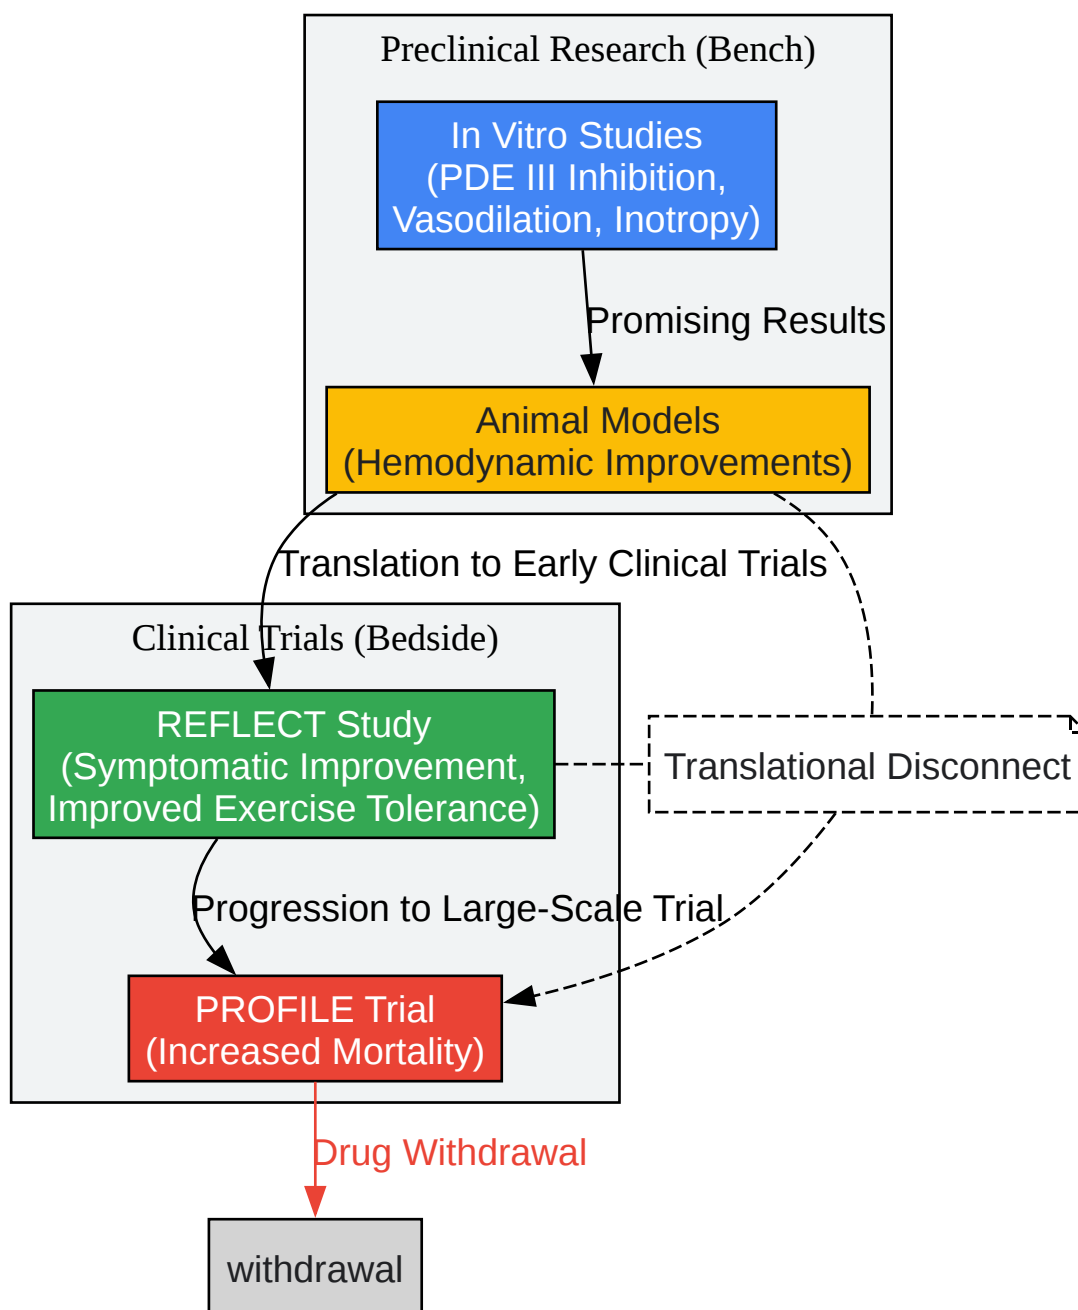 Preclinical Research (Bench)
In Vitro Studies
(PDE III Inhibition,
Vasodilation, Inotropy)
Promising Results
Animal Models
(Hemodynamic Improvements)
Translation to Early Clinical Trials
Clinical Trials (Bedside)
REFLECT Study
(Symptomatic Improvement,
Improved Exercise Tolerance)
Translational Disconnect
Progression to Large-Scale Trial
PROFILE Trial
(Increased Mortality)
Drug Withdrawal
withdrawal